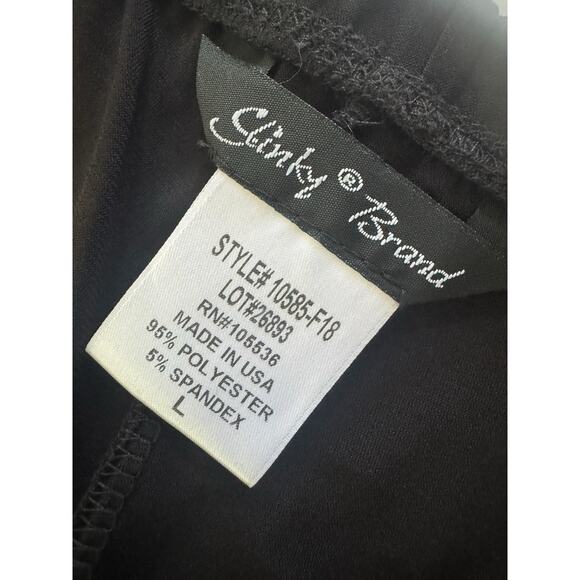 Slinky® Brand
STYLE# 10585-F18
LOT#26893
RN#105536
MADE IN USA
95% POLYESTER
5% SPANDEX
L